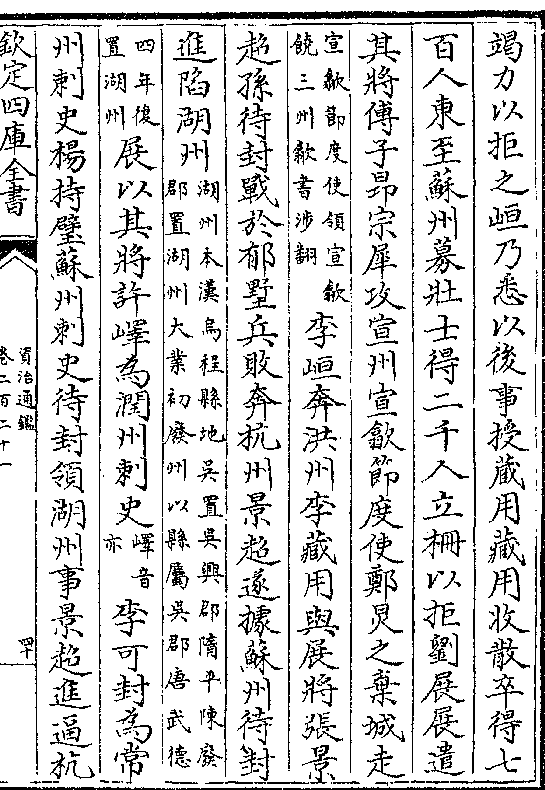 竭力以拒之峘乃悉以後事授藏用藏用收散卒得七
百人東至蘇州募壯士得二千人立柵以拒劉展展遣
其將傅子昂宗犀攻宣州宣歙節度使鄭炅之棄城走
宣歙節度使領宣歙
饒三州歙書涉翻
李峘奔洪州李藏用與展將張景
超孫待封戰於郁墅兵敗奔杭州景超遂據蘇州待封
進陷湖州
湖州本漢烏程縣地吳置吳興郡隋平陳廢
郡置湖州大業初廢州以縣屬吳郡唐武德
四年復
置湖州
展以其將許嶧為潤州刺史
嶧音
亦
李可封為常
州刺史楊持璧蘇州刺史待封領湖州事景超進逼杭
欽定四庫全書
資治通鑑
卷二百二十一